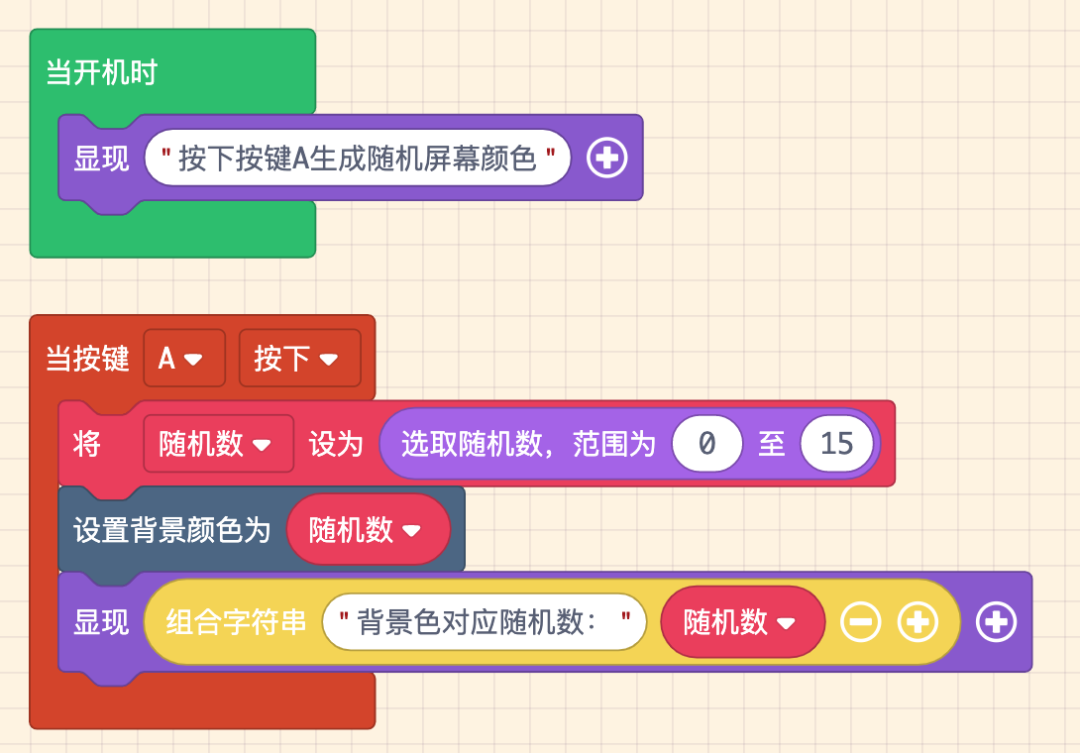 当开机时
显现 "按下按键A生成随机屏幕颜色"
当按键 A 按下
将 随机数 设为 选取随机数，范围为 0 至 15
设置背景颜色为 随机数
显现 组合字符串 "背景色对应随机数：" 随机数